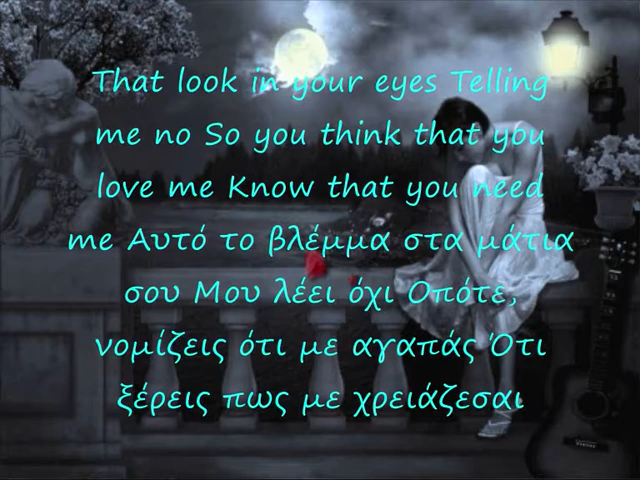 That look in your eyes Telling
me no So you think that you
love me Know that you need
me Αυτό το βλέμμα στα μάτια
σου Μου λέει όχι Οπότε,
νομίζεις ότι με αγαπάς Ότι
ξέρεις πως με χρειάζεσαι